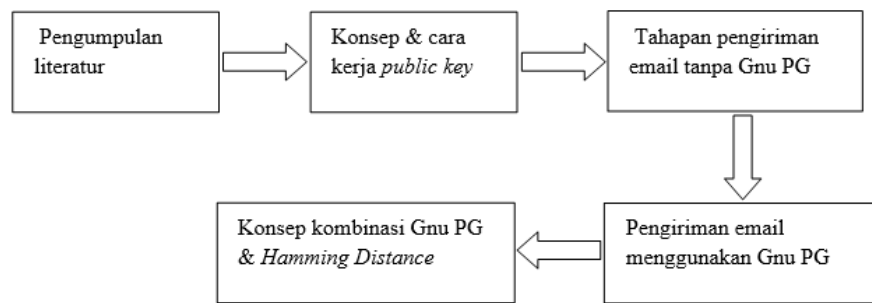 Pengumpulan
literatur
Konsep & cara
kerja public key
Tahapan pengiriman
email tanpa Gnu PG
Pengiriman email
menggunakan Gnu PG
Konsep kombinasi Gnu PG
& Hamming Distance